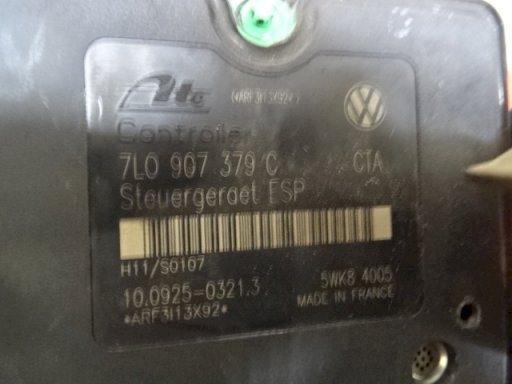 Ate (*ARF3I13X92*)
Controller
7L0 907 379 C CTA
Steuergeraet ESP
H11/S0107
10.0925-0321.3 5WK8 4005
*ARF3I13X92* MADE IN FRANCE